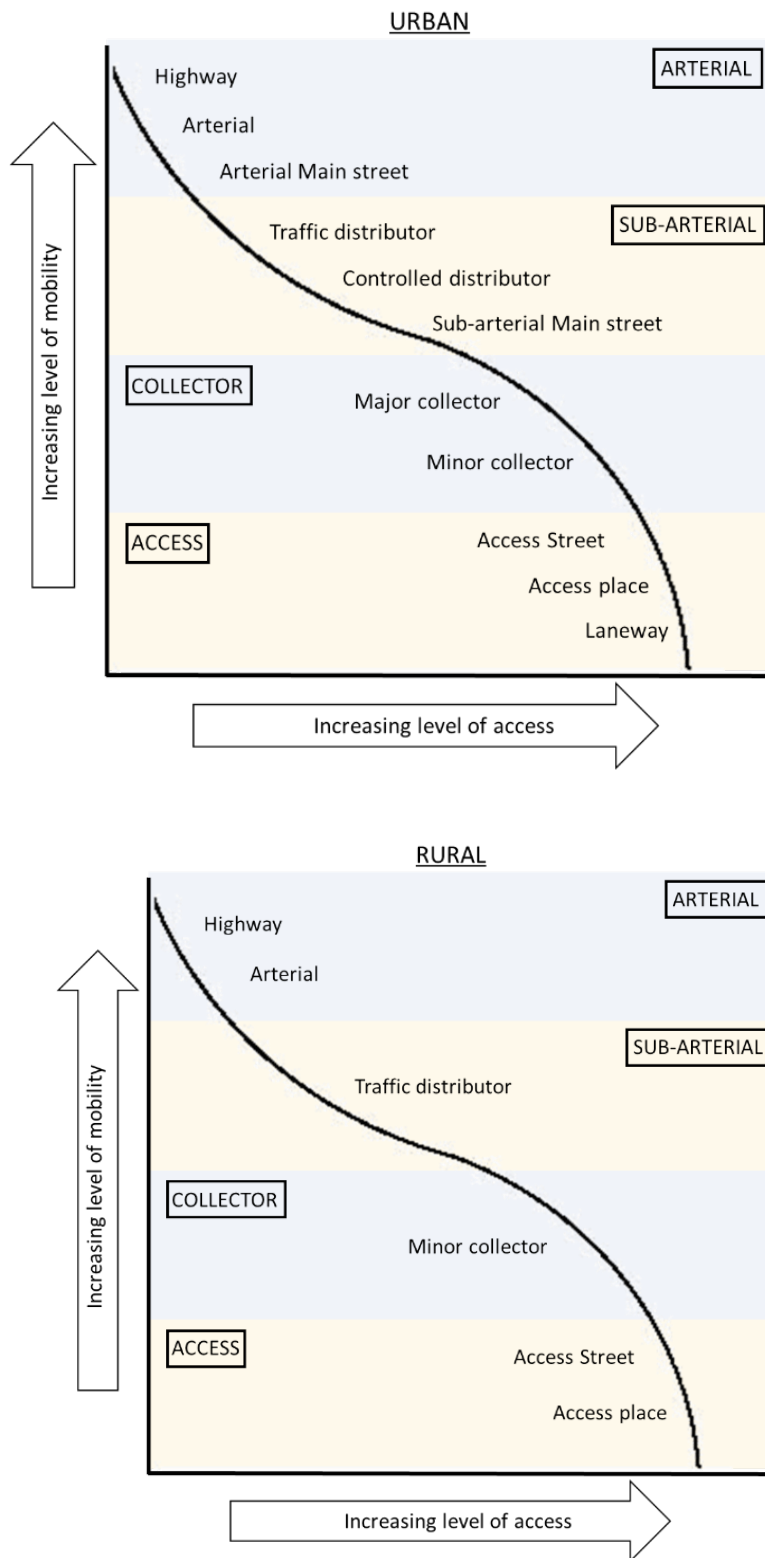 URBAN
ARTERIAL
Highway
Arterial
Arterial Main street
SUB-ARTERIAL
Traffic distributor
Controlled distributor
Sub-arterial Main street
COLLECTOR
Major collector
Minor collector
ACCESS
Access Street
Access place
Laneway
Increasing level of mobility
Increasing level of access
RURAL
ARTERIAL
Highway
Arterial
SUB-ARTERIAL
Traffic distributor
COLLECTOR
Minor collector
ACCESS
Access Street
Access place
Increasing level of mobility
Increasing level of access